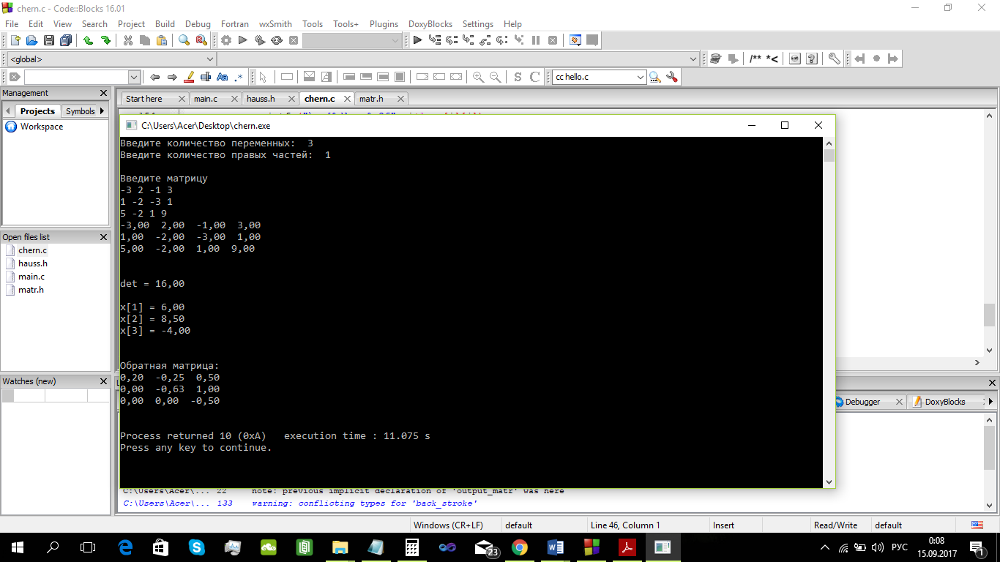 chern.c - Code::Blocks 16.01
File Edit View Search Project Build Debug Fortran wxSmith Tools Tools+ Plugins DoxyBlocks Settings Help
<global>
/** *<
Aa .*
S C
cc hello.c
Management
Projects Symbols
Workspace
Start here main.c hauss.h chern.c matr.h
C:\Users\Acer\Desktop\chern.exe
Введите количество переменных: 3
Введите количество правых частей: 1
Введите матрицу
-3 2 -1 3
1 -2 -3 1
5 -2 1 9
-3,00 2,00 -1,00 3,00
1,00 -2,00 -3,00 1,00
5,00 -2,00 1,00 9,00
det = 16,00
x[1] = 6,00
x[2] = 8,50
x[3] = -4,00
Обратная матрица:
0,20 -0,25 0,50
0,00 -0,63 1,00
0,00 0,00 -0,50
Process returned 10 (0xA) execution time : 11.075 s
Press any key to continue.
Open files list
chern.c
hauss.h
main.c
matr.h
Watches (new)
Debugger DoxyBlocks
C:\Users\Acer\... 22 note: previous implicit declaration of 'output_matr' was here
C:\Users\Acer\... 133 warning: conflicting types for 'back_stroke'
Windows (CR+LF) default Line 46, Column 1 Insert Read/Write default
23
РУС
0:08
15.09.2017
1